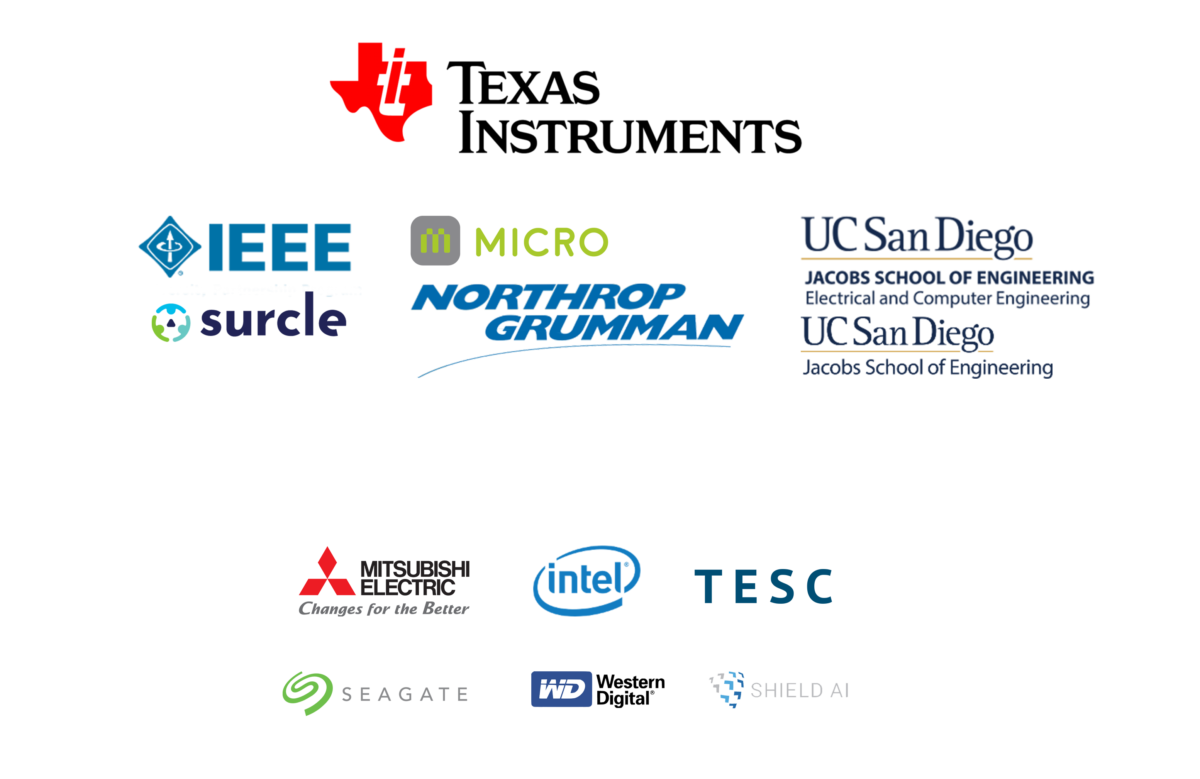 TEXAS
INSTRUMENTS
IEEE
surcle
MICRO
NORTHROP
GRUMMAN
UC San Diego
JACOBS SCHOOL OF ENGINEERING
Electrical and Computer Engineering
UC San Diego
Jacobs School of Engineering
MITSUBISHI
ELECTRIC
Changes for the Better
intel®
TESC
SEAGATE
WD Western
Digital®
SHIELD AI